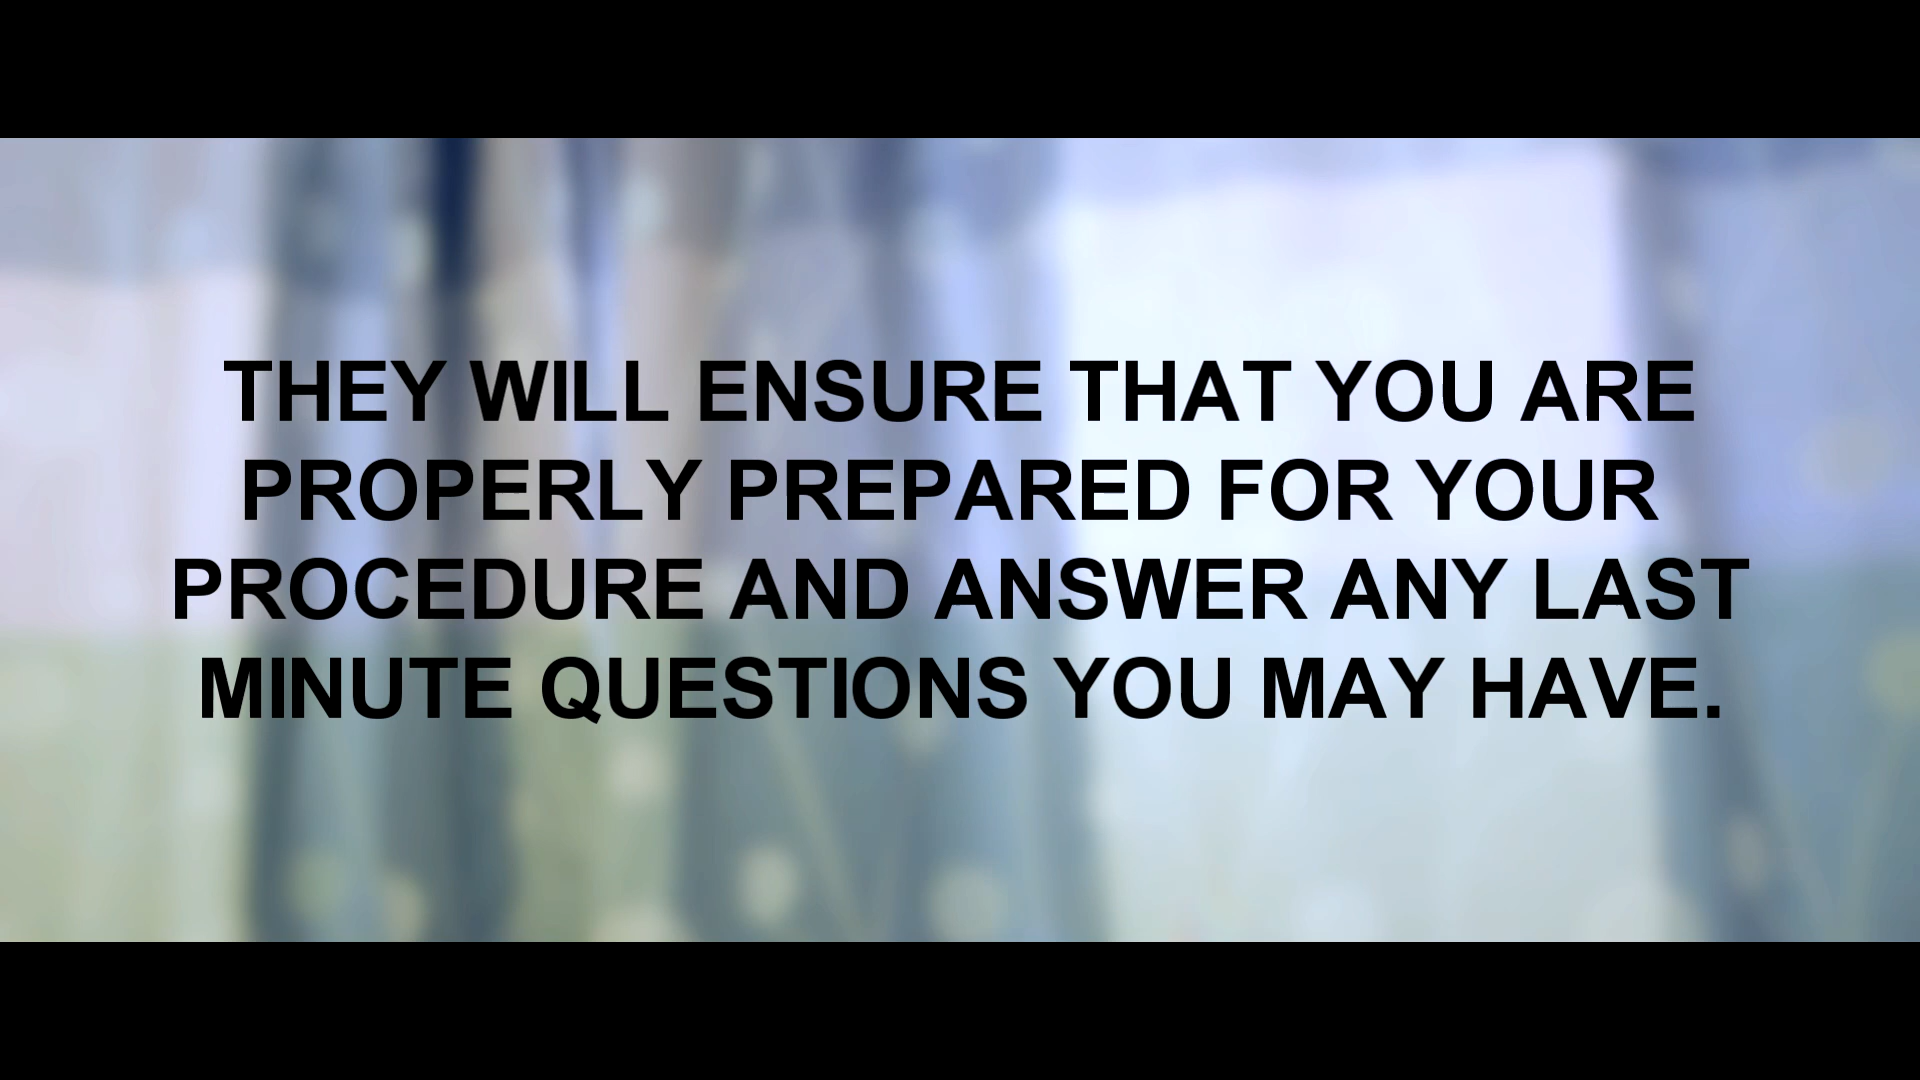 THEY WILL ENSURE THAT YOU ARE
PROPERLY PREPARED FOR YOUR
PROCEDURE AND ANSWER ANY LAST
MINUTE QUESTIONS YOU MAY HAVE.